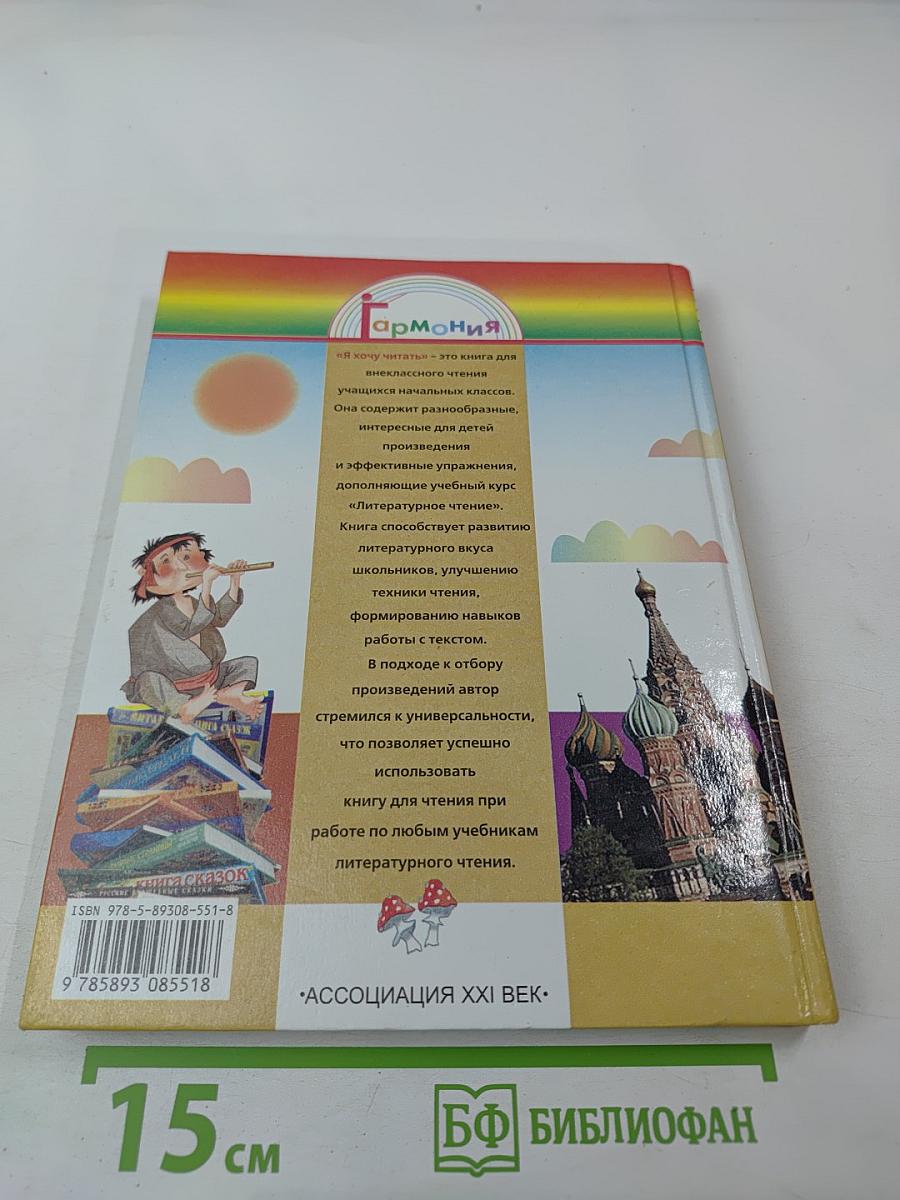 Гармония
«Я хочу читать» – это книга для
внеклассного чтения
учащихся начальных классов.
Она содержит разнообразные,
интересные для детей
произведения
и эффективные упражнения,
дополняющие учебный курс
«Литературное чтение».
Книга способствует развитию
литературного вкуса
школьников, улучшению
техники чтения,
формированию навыков
работы с текстом.
В подходе к отбору
произведений автор
стремился к универсальности,
что позволяет успешно
использовать
книгу для чтения при
работе по любым учебникам
литературного чтения.
книга сказок
ISBN 978-5-89308-551-8
9 785893 085518
•АССОЦИАЦИЯ XXI ВЕК•
15 см
БФ БИБЛИОФАН